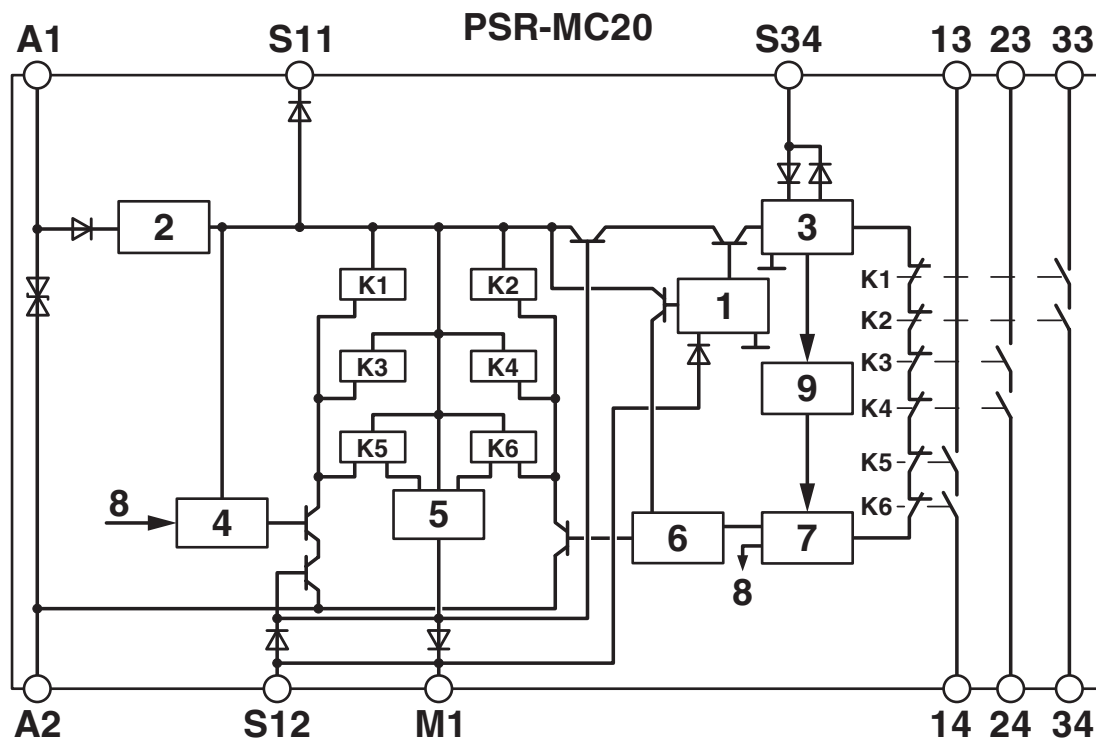 PSR-MC20
A1 S11 S34 13 23 33
2 3
K1 K2 1 K1
K2
K3 K4 9 K3
K4
K5 K6 K5
8 4 5 6 7 K6
8
A2 S12 M1 14 24 34